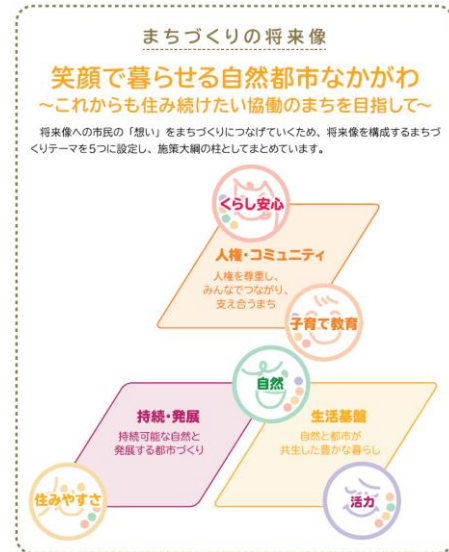 まちづくりの将来像
笑顔で暮らせる自然都市なかがわ
～これからも住み続けたい協働のまちを目指して～
将来像への市民の「想い」をまちづくりにつなげていくため、将来像を構成するまちづ
くりテーマを5つに設定し、施策大綱の柱としてまとめています。
くらし安心
人権・コミュニティ
人権を尊重し、
みんなでつながり、
支え合うまち
子育て教育
自然
持続・発展
持続可能な自然と
発展する都市づくり
生活基盤
自然と都市が
共生した豊かな暮らし
住みやすさ
活力